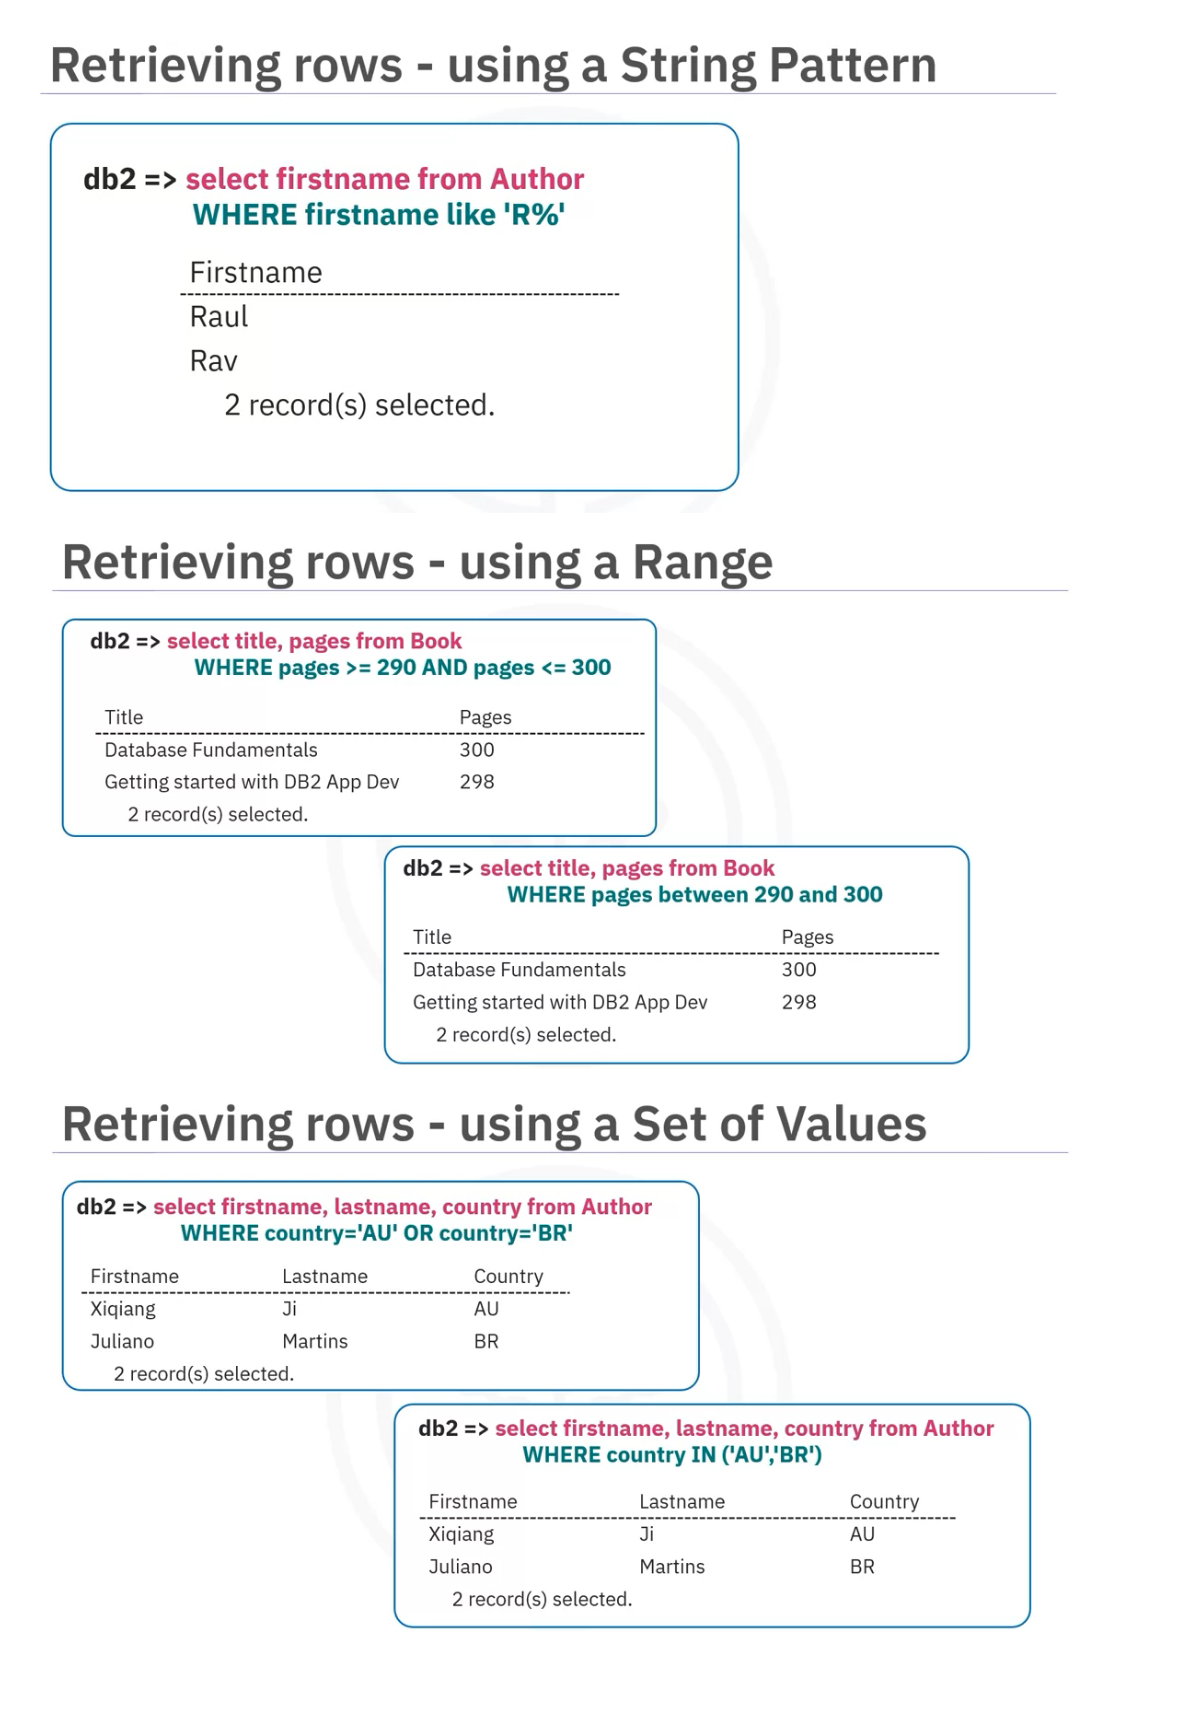 Retrieving rows - using a String Pattern
db2 => select firstname from Author
WHERE firstname like 'R%'
Firstname
Raul
Rav
2 record(s) selected.
Retrieving rows - using a Range
db2 => select title, pages from Book
WHERE pages >= 290 AND pages <= 300
Title Pages
Database Fundamentals 300
Getting started with DB2 App Dev 298
2 record(s) selected.
db2 => select title, pages from Book
WHERE pages between 290 and 300
Title Pages
Database Fundamentals 300
Getting started with DB2 App Dev 298
2 record(s) selected.
Retrieving rows - using a Set of Values
db2 => select firstname, lastname, country from Author
WHERE country='AU' OR country='BR'
Firstname Lastname Country
Xiqiang Ji AU
Juliano Martins BR
2 record(s) selected.
db2 => select firstname, lastname, country from Author
WHERE country IN ('AU','BR')
Firstname Lastname Country
Xiqiang Ji AU
Juliano Martins BR
2 record(s) selected.